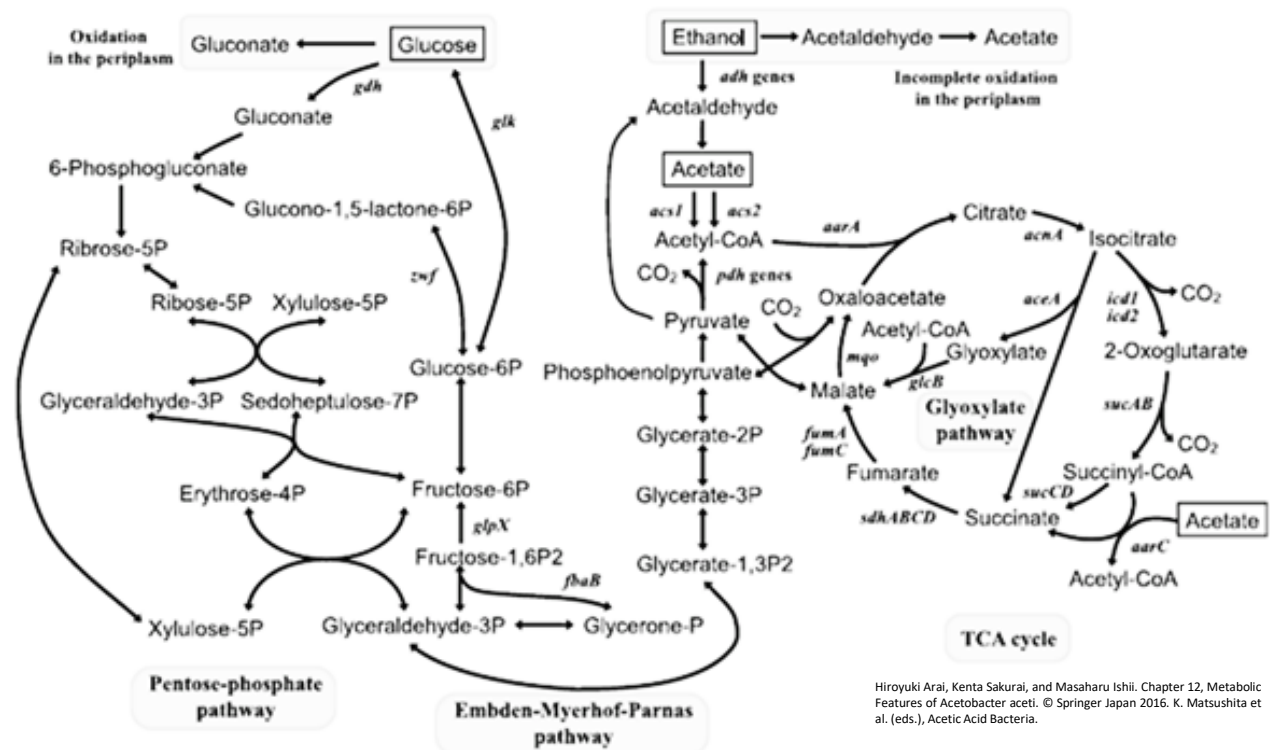 Oxidation
in the periplasm
Gluconate
Glucose
gdh
Gluconate
glk
6-Phosphogluconate
Glucono-1,5-lactone-6P
Ribrose-5P
zwf
Ribose-5P
Xylulose-5P
Glucose-6P
Glyceraldehyde-3P
Sedoheptulose-7P
Erythrose-4P
Fructose-6P
glpX
Fructose-1,6P2
fbaB
Xylulose-5P
Glyceraldehyde-3P
Glycerone-P
Pentose-phosphate
pathway
Embden-Myerhof-Parnas
pathway
Ethanol
Acetaldehyde
Acetate
adh genes
Incomplete oxidation
in the periplasm
Acetaldehyde
Acetate
acs1
acs2
Acetyl-CoA
CO2
pdh genes
Pyruvate
Phosphoenolpyruvate
Glycerate-2P
Glycerate-3P
Glycerate-1,3P2
aarA
Citrate
acnA
Isocitrate
CO2
Oxaloacetate
aceA
icd1
icd2
CO2
Acetyl-CoA
Glyoxylate
2-Oxoglutarate
mqo
glcB
Malate
Glyoxylate
pathway
sucAB
CO2
fumA
fumC
Fumarate
Succinyl-CoA
sucCD
sdhABCD
Succinate
Acetate
aarC
Acetyl-CoA
TCA cycle
Hiroyuki Arai, Kenta Sakurai, and Masaharu Ishii. Chapter 12, Metabolic
Features of Acetobacter aceti. © Springer Japan 2016. K. Matsushita et
al. (eds.), Acetic Acid Bacteria.